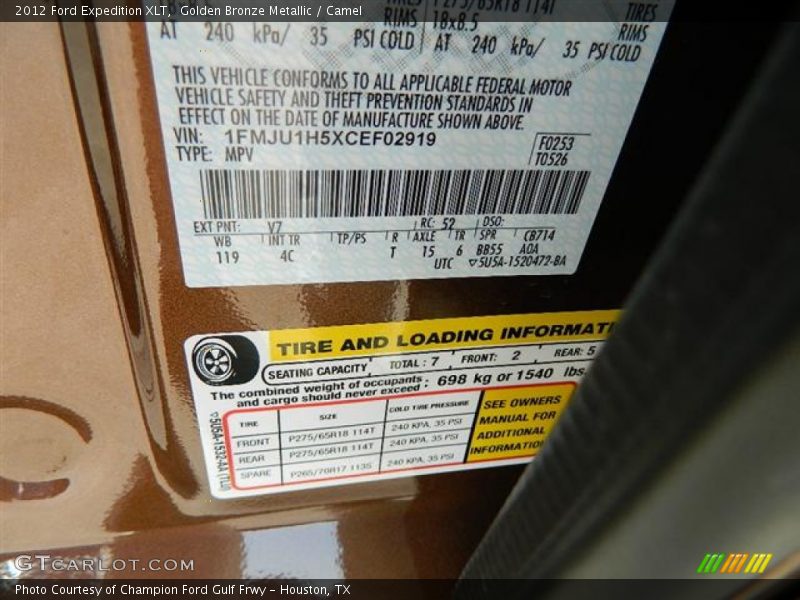 2012 Ford Expedition XLT, Golden Bronze Metallic / Camel
RIMS 18x8.5
TIRES
RIMS
AT 240 kPa/ 35 PSI COLD
AT 240 kPa/ 35 PSI COLD
THIS VEHICLE CONFORMS TO ALL APPLICABLE FEDERAL MOTOR
VEHICLE SAFETY AND THEFT PREVENTION STANDARDS IN
EFFECT ON THE DATE OF MANUFACTURE SHOWN ABOVE.
VIN: 1FMJU1H5XCEF02919
TYPE: MPV
F0253
T0526
EXT PNT: V7 RC: 52 DSO:
WB INT TR TP/PS R AXLE TR SPR CB714
119 4C T 15 6 BB55 AOA
UTC ▽5U5A-1520472-BA
TIRE AND LOADING INFORMATI
SEATING CAPACITY TOTAL: 7 FRONT: 2 REAR: 5
The combined weight of occupants
and cargo should never exceed : 698 kg or 1540 lbs.
TIRE SIZE COLD TIRE PRESSURE
FRONT P275/65R18 114T 240 KPA, 35 PSI
REAR P275/65R18 114T 240 KPA, 35 PSI
SPARE P265/70R17 113S 240 KPA, 35 PSI
SEE OWNERS
MANUAL FOR
ADDITIONAL
INFORMATION
GTCARLOT.COM
Photo Courtesy of Champion Ford Gulf Frwy - Houston, TX